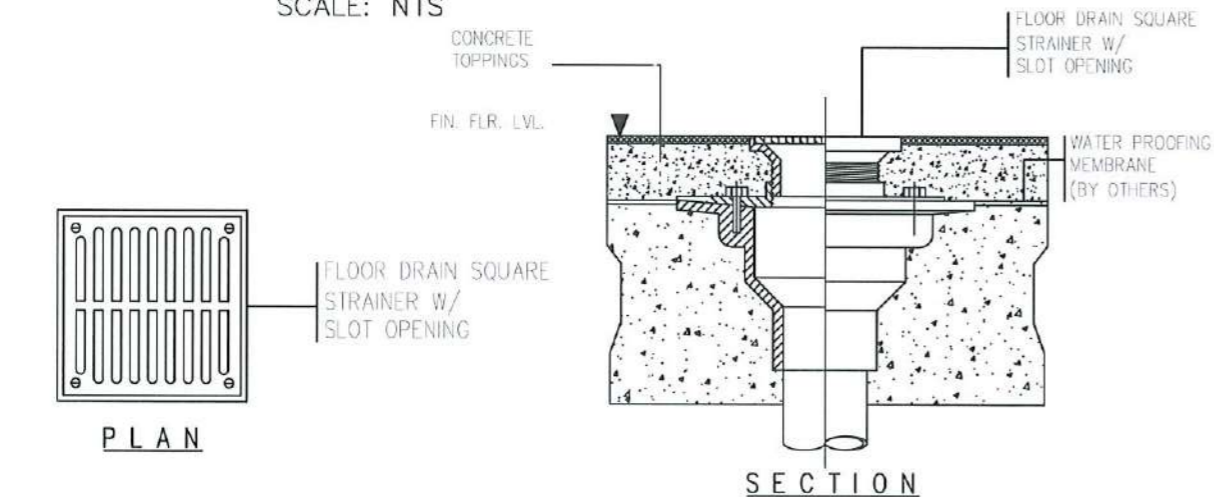 SCALE: NTS
CONCRETE
TOPPINGS
FIN. FLR. LVL.
FLOOR DRAIN SQUARE
STRAINER W/
SLOT OPENING
WATER PROOFING
MEMBRANE
(BY OTHERS)
FLOOR DRAIN SQUARE
STRAINER W/
SLOT OPENING
PLAN
SECTION